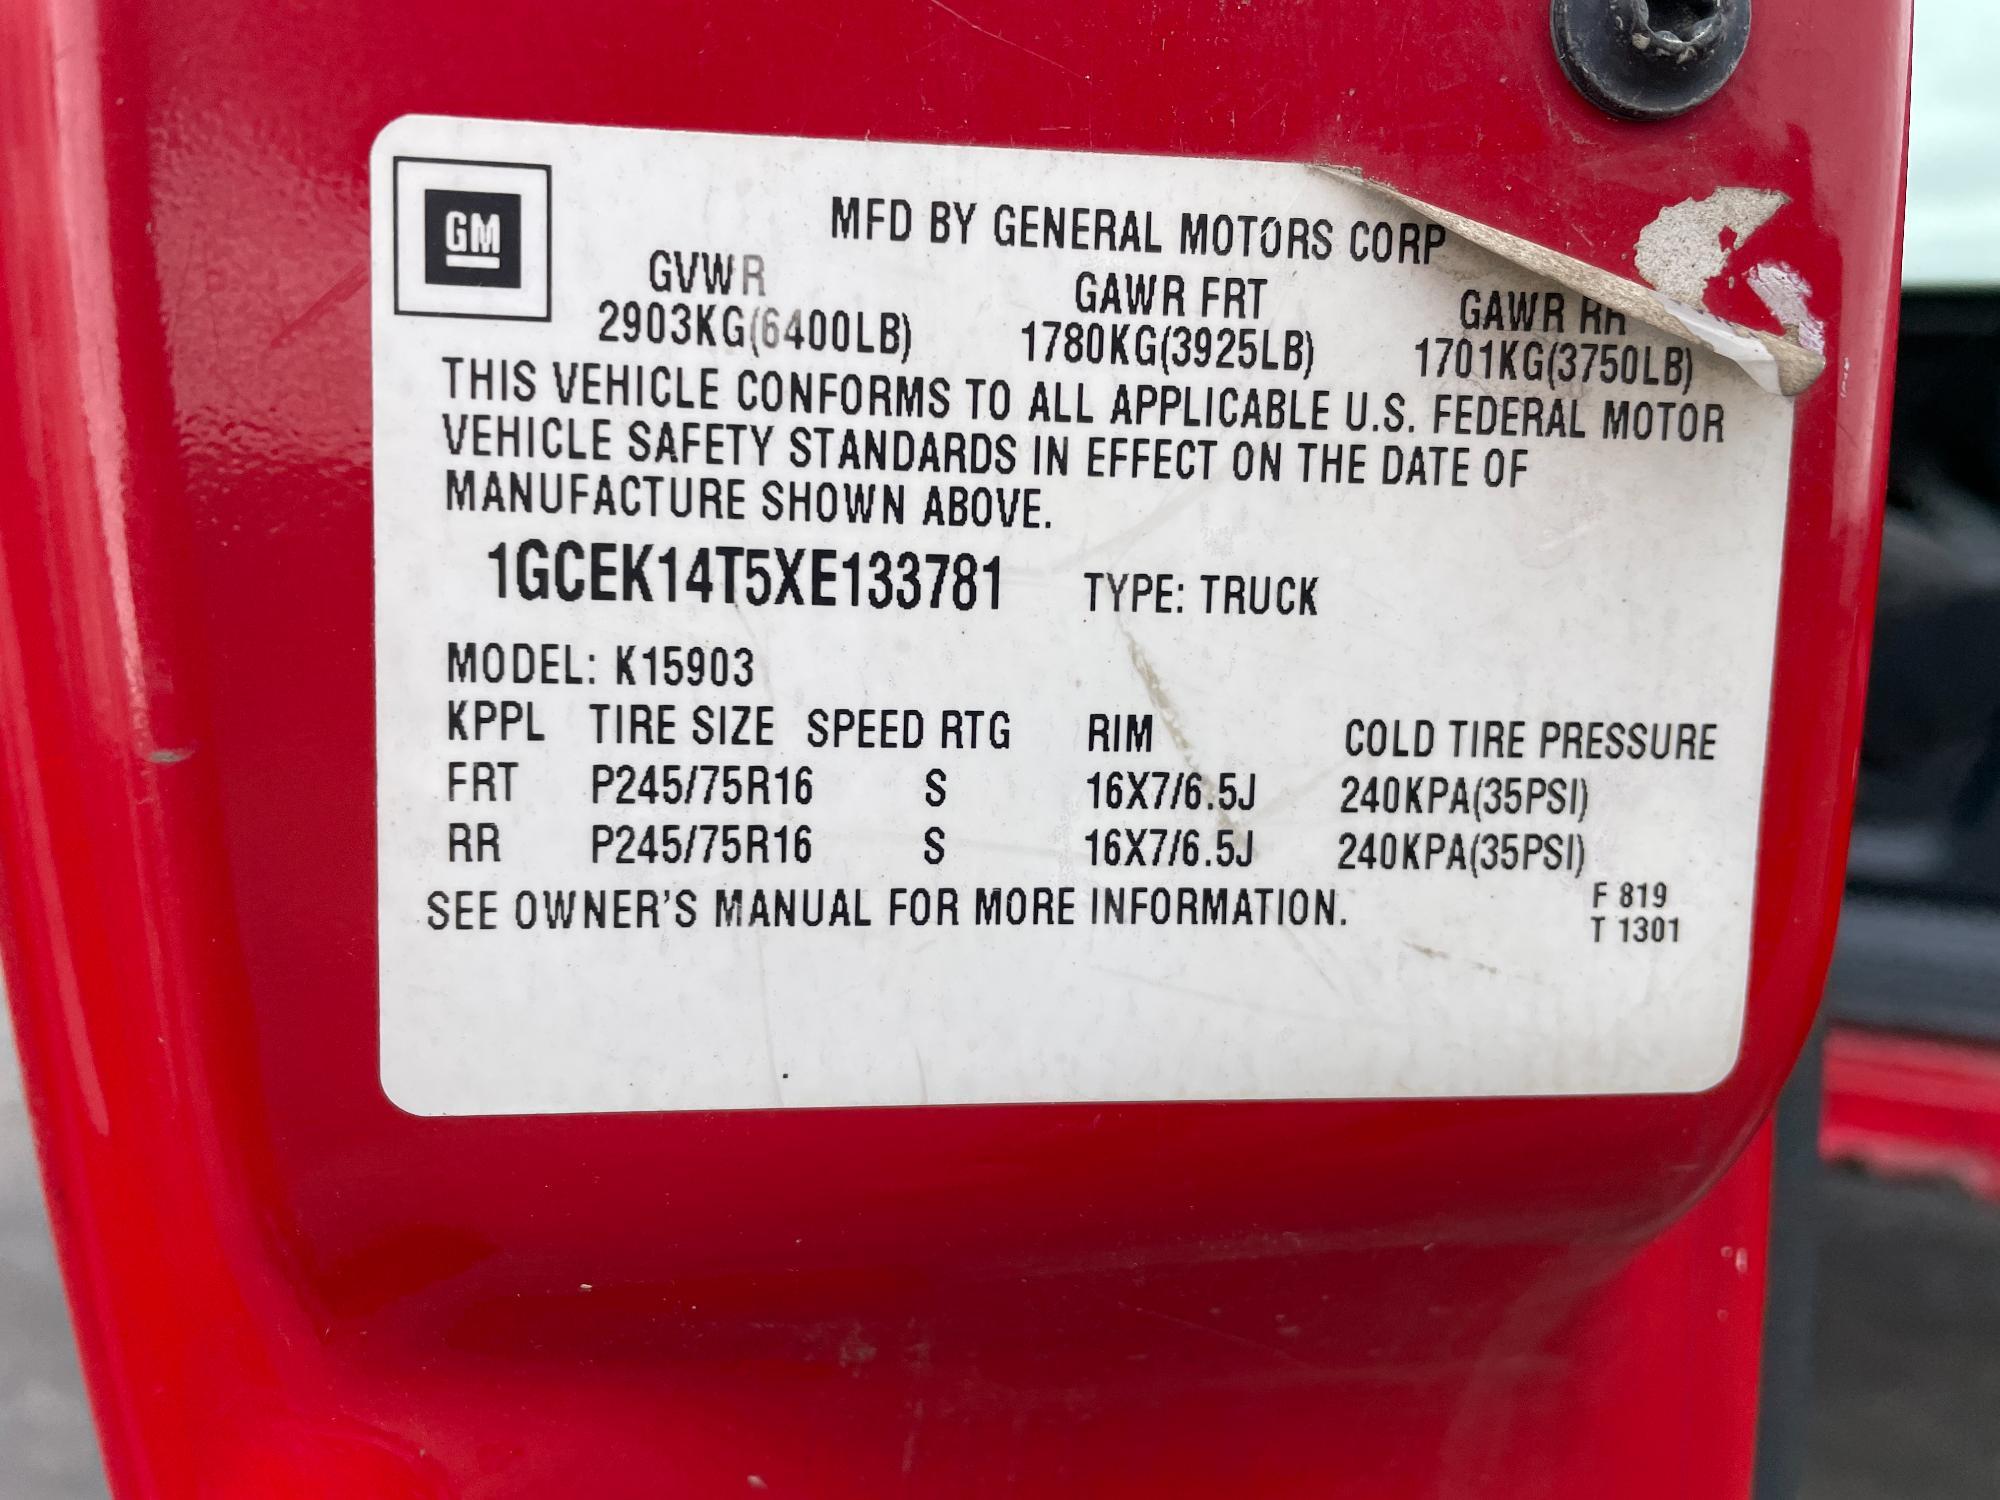 GM
MFD BY GENERAL MOTORS CORP
GVWR GAWR FRT GAWR RR
2903KG(6400LB) 1780KG(3925LB) 1701KG(3750LB)
THIS VEHICLE CONFORMS TO ALL APPLICABLE U.S. FEDERAL MOTOR
VEHICLE SAFETY STANDARDS IN EFFECT ON THE DATE OF
MANUFACTURE SHOWN ABOVE.
1GCEK14T5XE133781 TYPE: TRUCK
MODEL: K15903
KPPL TIRE SIZE SPEED RTG RIM COLD TIRE PRESSURE
FRT P245/75R16 S 16X7/6.5J 240KPA(35PSI)
RR P245/75R16 S 16X7/6.5J 240KPA(35PSI)
SEE OWNER'S MANUAL FOR MORE INFORMATION.
F 819
T 1301